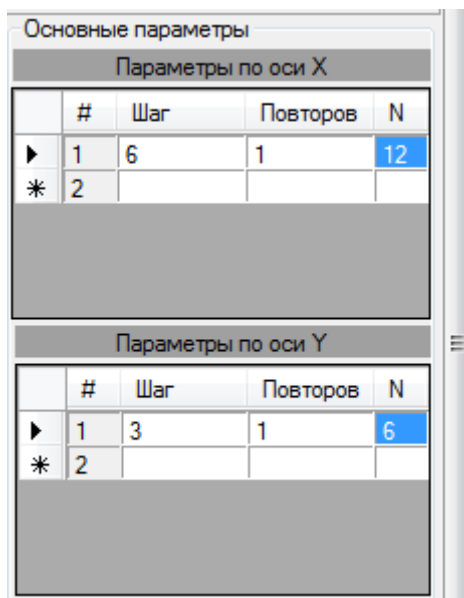 Основные параметры
Параметры по оси X
# Шаг Повторов N
1 6 1 12
2
Параметры по оси Y
# Шаг Повторов N
1 3 1 6
2